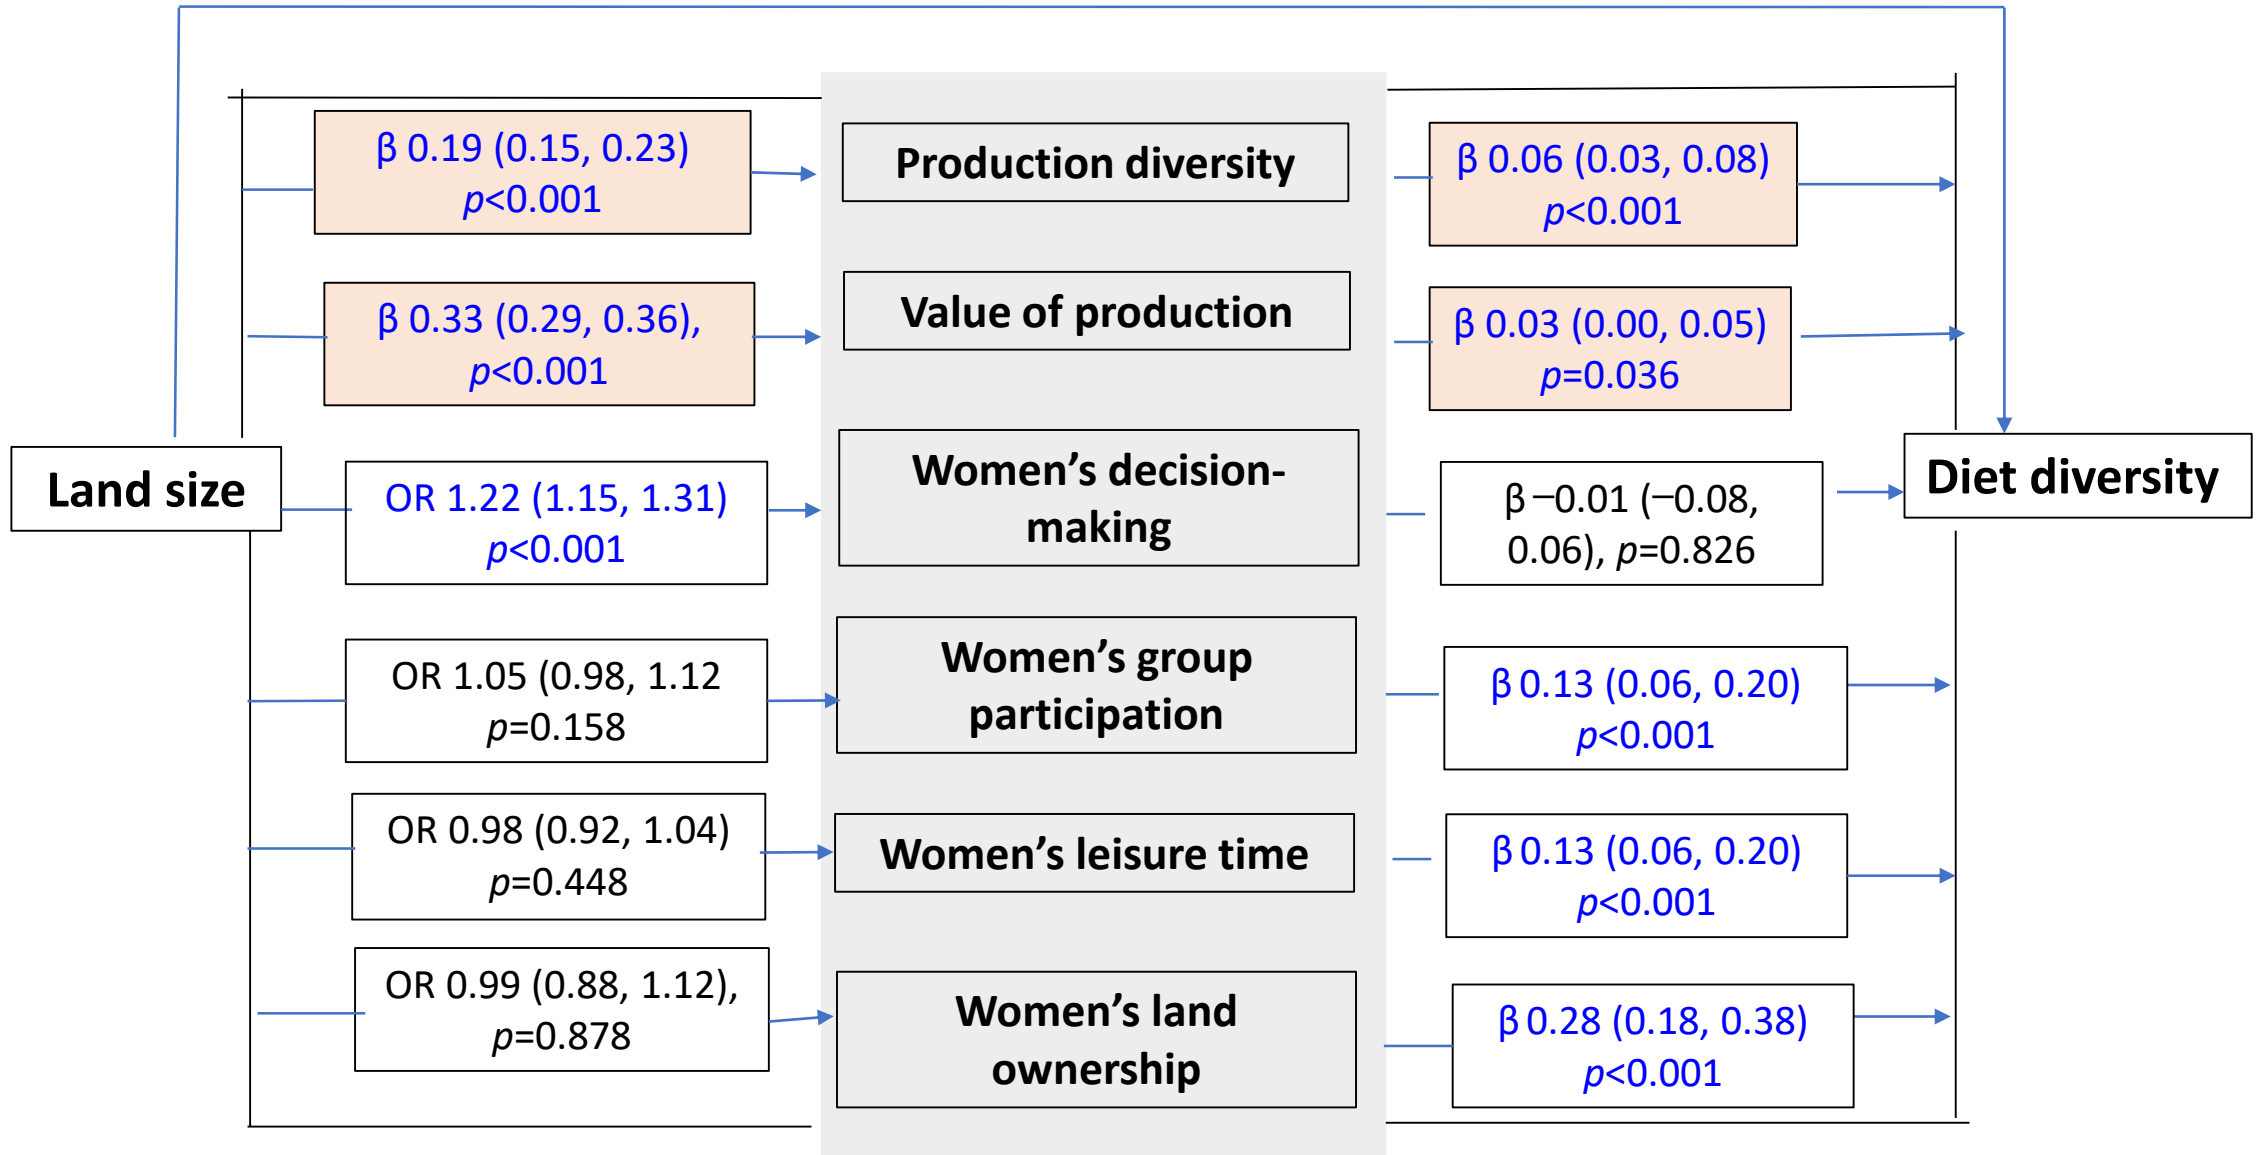 β 0.19 (0.15, 0.23)
p<0.001
Production diversity
β 0.06 (0.03, 0.08)
p<0.001
β 0.33 (0.29, 0.36),
p<0.001
Value of production
β 0.03 (0.00, 0.05)
p=0.036
Land size
OR 1.22 (1.15, 1.31)
p<0.001
Women’s decision-
making
β –0.01 (–0.08,
0.06), p=0.826
Diet diversity
OR 1.05 (0.98, 1.12
p=0.158
Women’s group
participation
β 0.13 (0.06, 0.20)
p<0.001
OR 0.98 (0.92, 1.04)
p=0.448
Women’s leisure time
β 0.13 (0.06, 0.20)
p<0.001
OR 0.99 (0.88, 1.12),
p=0.878
Women’s land
ownership
β 0.28 (0.18, 0.38)
p<0.001